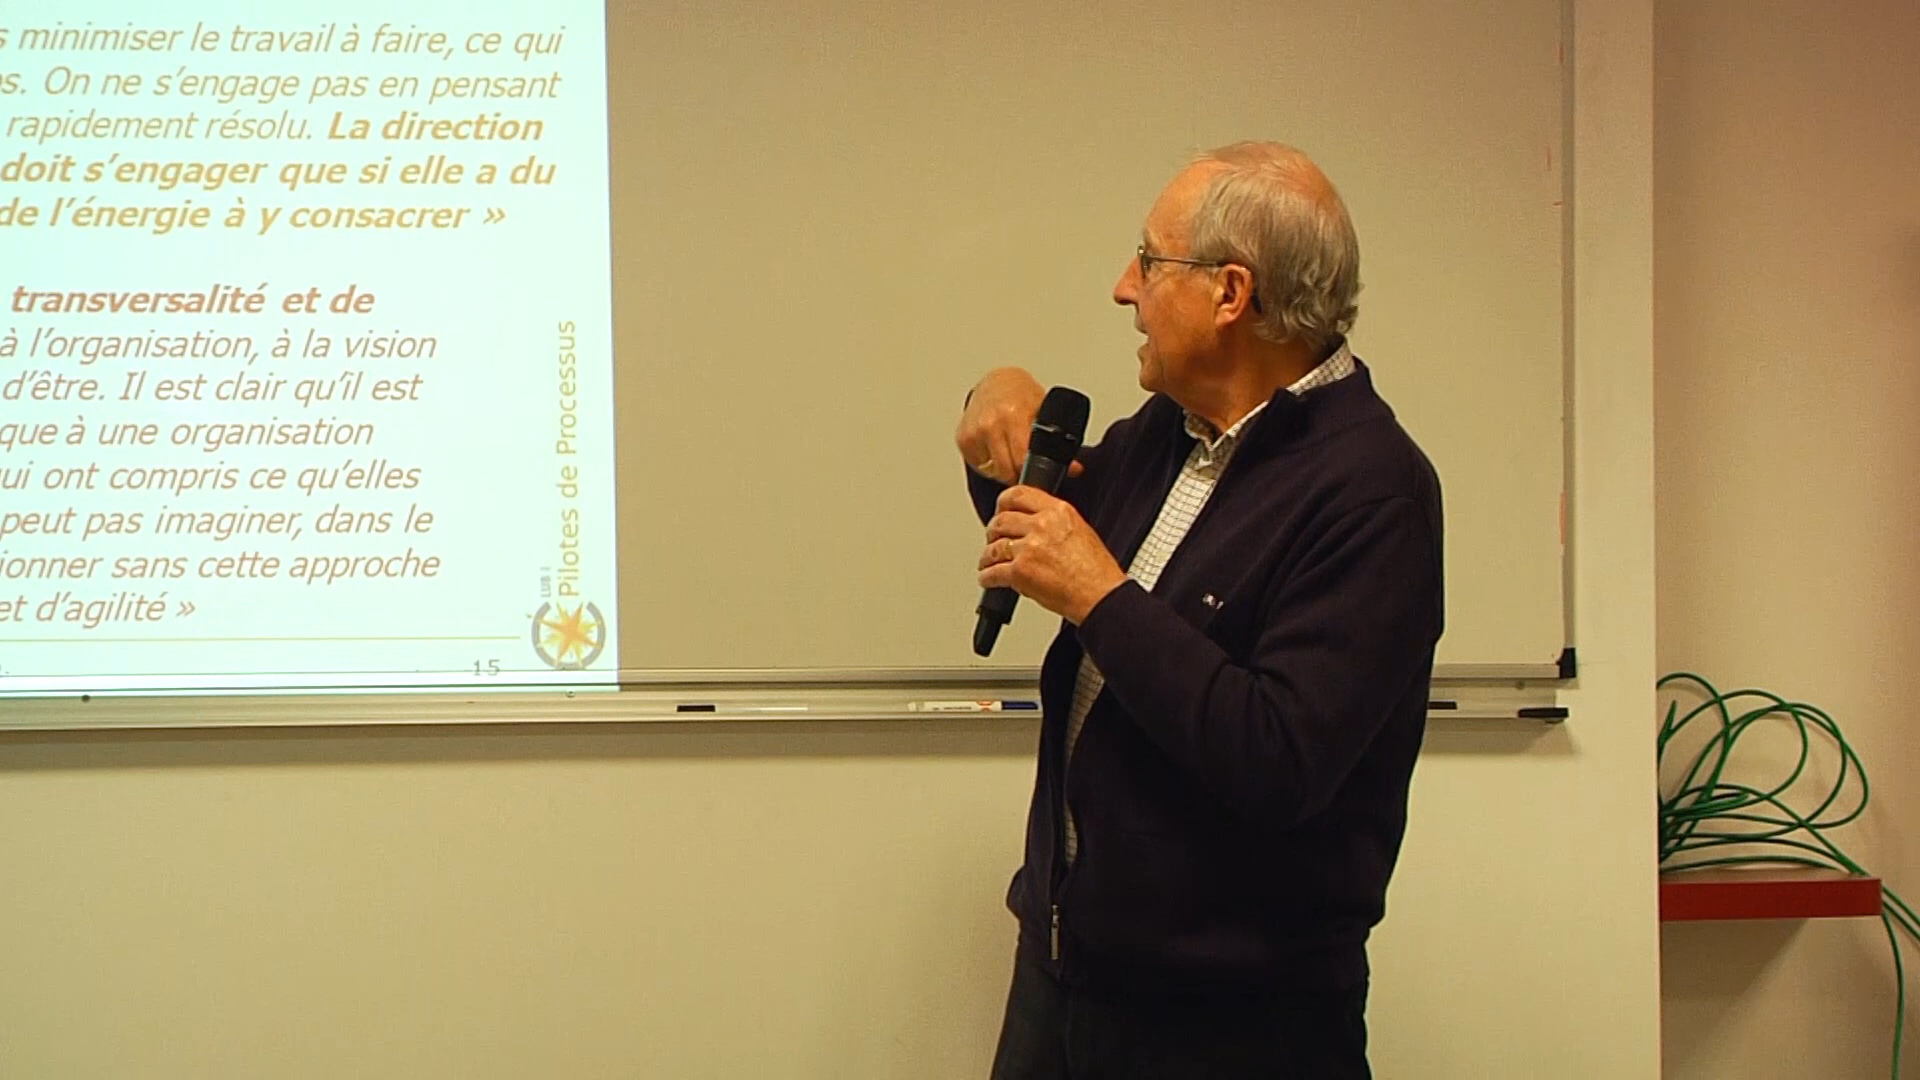 minimiser le travail à faire, ce qui
On ne s'engage pas en pensant
rapidement résolu. La direction
doit s'engager que si elle a du
de l'énergie à y consacrer »
transversalité et de
à l'organisation, à la vision
d'être. Il est clair qu'il est
que à une organisation
ui ont compris ce qu'elles
peut pas imaginer, dans le
ionner sans cette approche
et d'agilité »
15
LUB
Pilotes de Processus